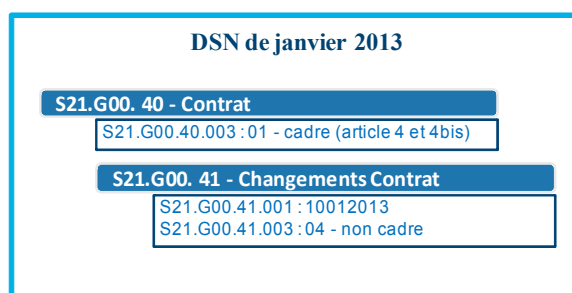 DSN de janvier 2013
S21.G00. 40 - Contrat
S21.G00.40.003 : 01 - cadre (article 4 et 4bis)
S21.G00. 41 - Changements Contrat
S21.G00.41.001 : 10012013
S21.G00.41.003 : 04 - non cadre